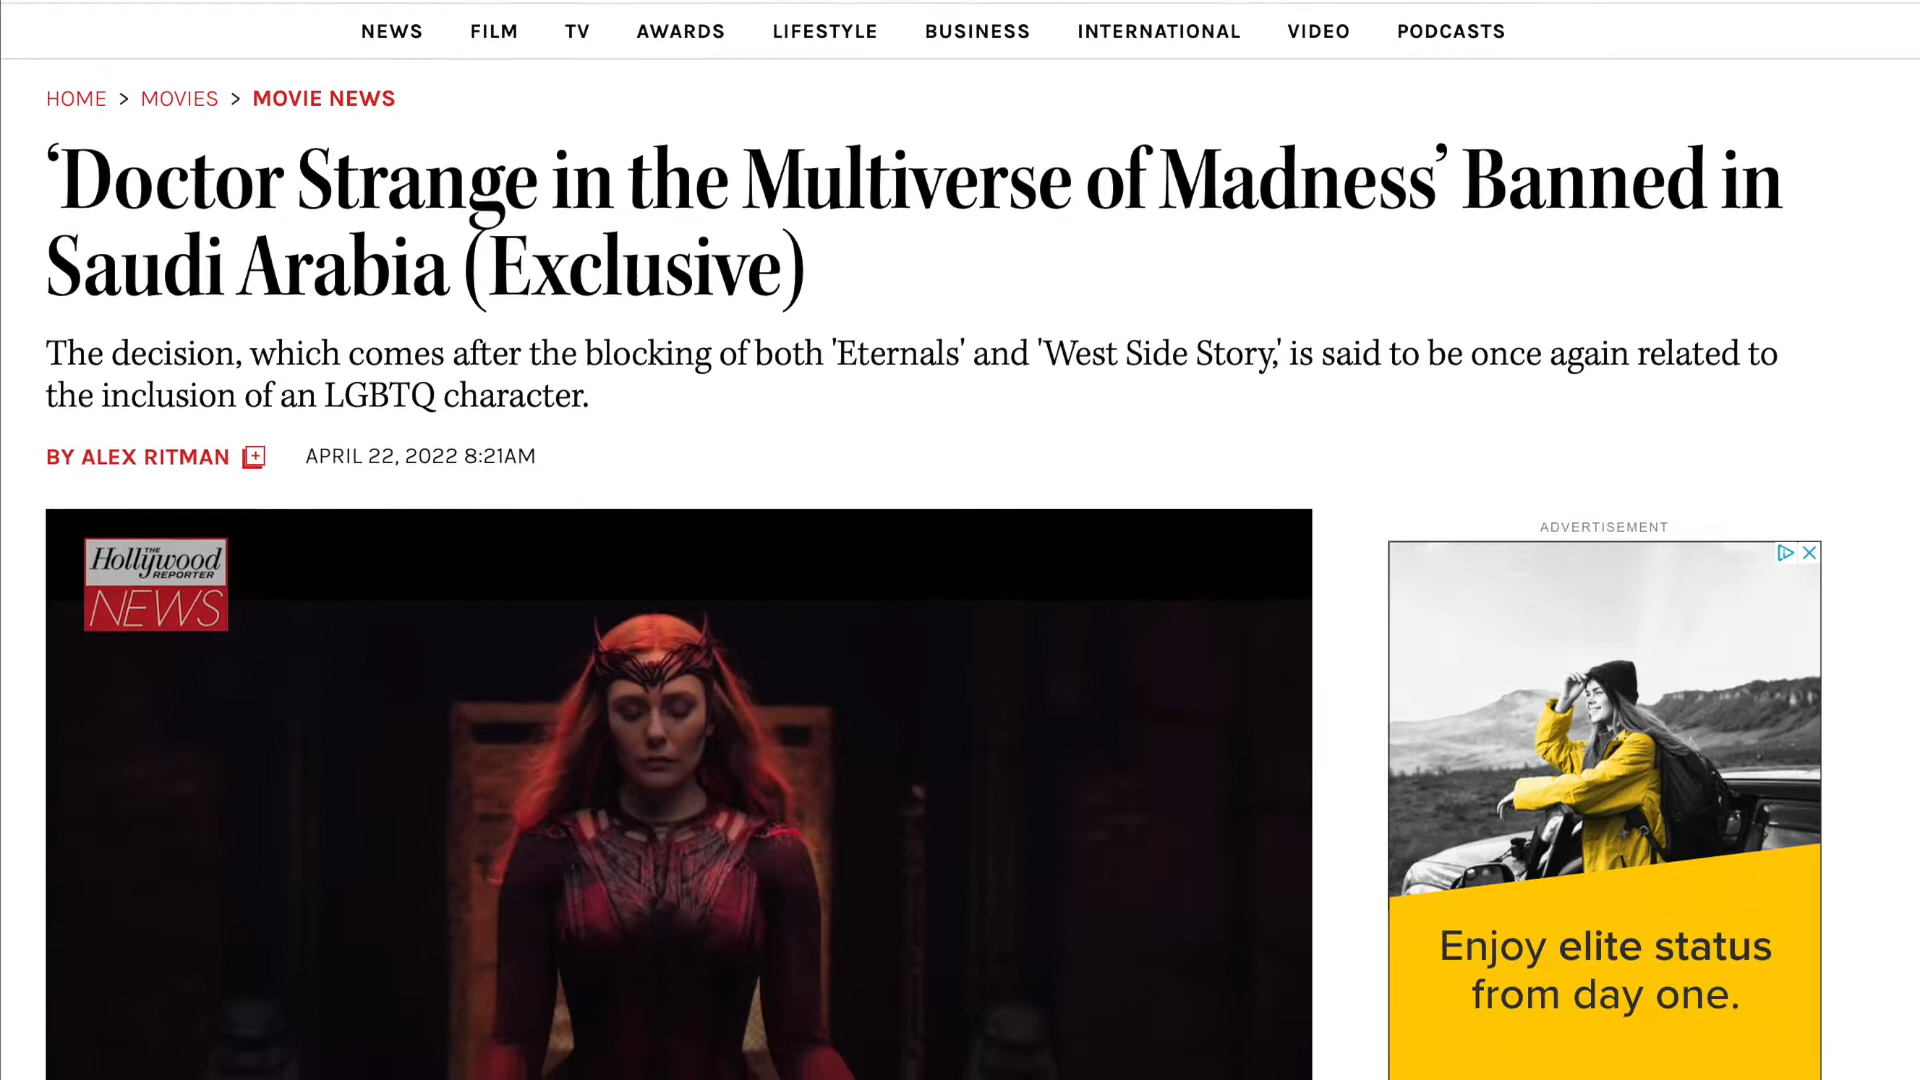 NEWS FILM TV AWARDS LIFESTYLE BUSINESS INTERNATIONAL VIDEO PODCASTS
HOME > MOVIES > MOVIE NEWS
‘Doctor Strange in the Multiverse of Madness’ Banned in
Saudi Arabia (Exclusive)
The decision, which comes after the blocking of both 'Eternals' and 'West Side Story,' is said to be once again related to
the inclusion of an LGBTQ character.
BY ALEX RITMAN APRIL 22, 2022 8:21AM
THE
Hollywood
REPORTER
NEWS
ADVERTISEMENT
Enjoy elite status
from day one.